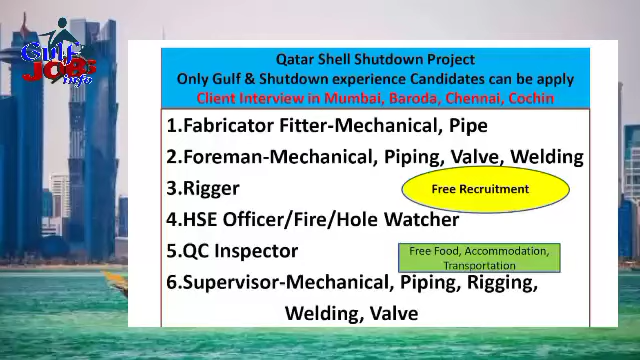 Gulf
JOBs
info
Qatar Shell Shutdown Project
Only Gulf & Shutdown experience Candidates can be apply
Client Interview in Mumbai, Baroda, Chennai, Cochin
1.Fabricator Fitter-Mechanical, Pipe
2.Foreman-Mechanical, Piping, Valve, Welding
3.Rigger
Free Recruitment
4.HSE Officer/Fire/Hole Watcher
5.QC Inspector
Free Food, Accommodation,
Transportation
6.Supervisor-Mechanical, Piping, Rigging,
Welding, Valve